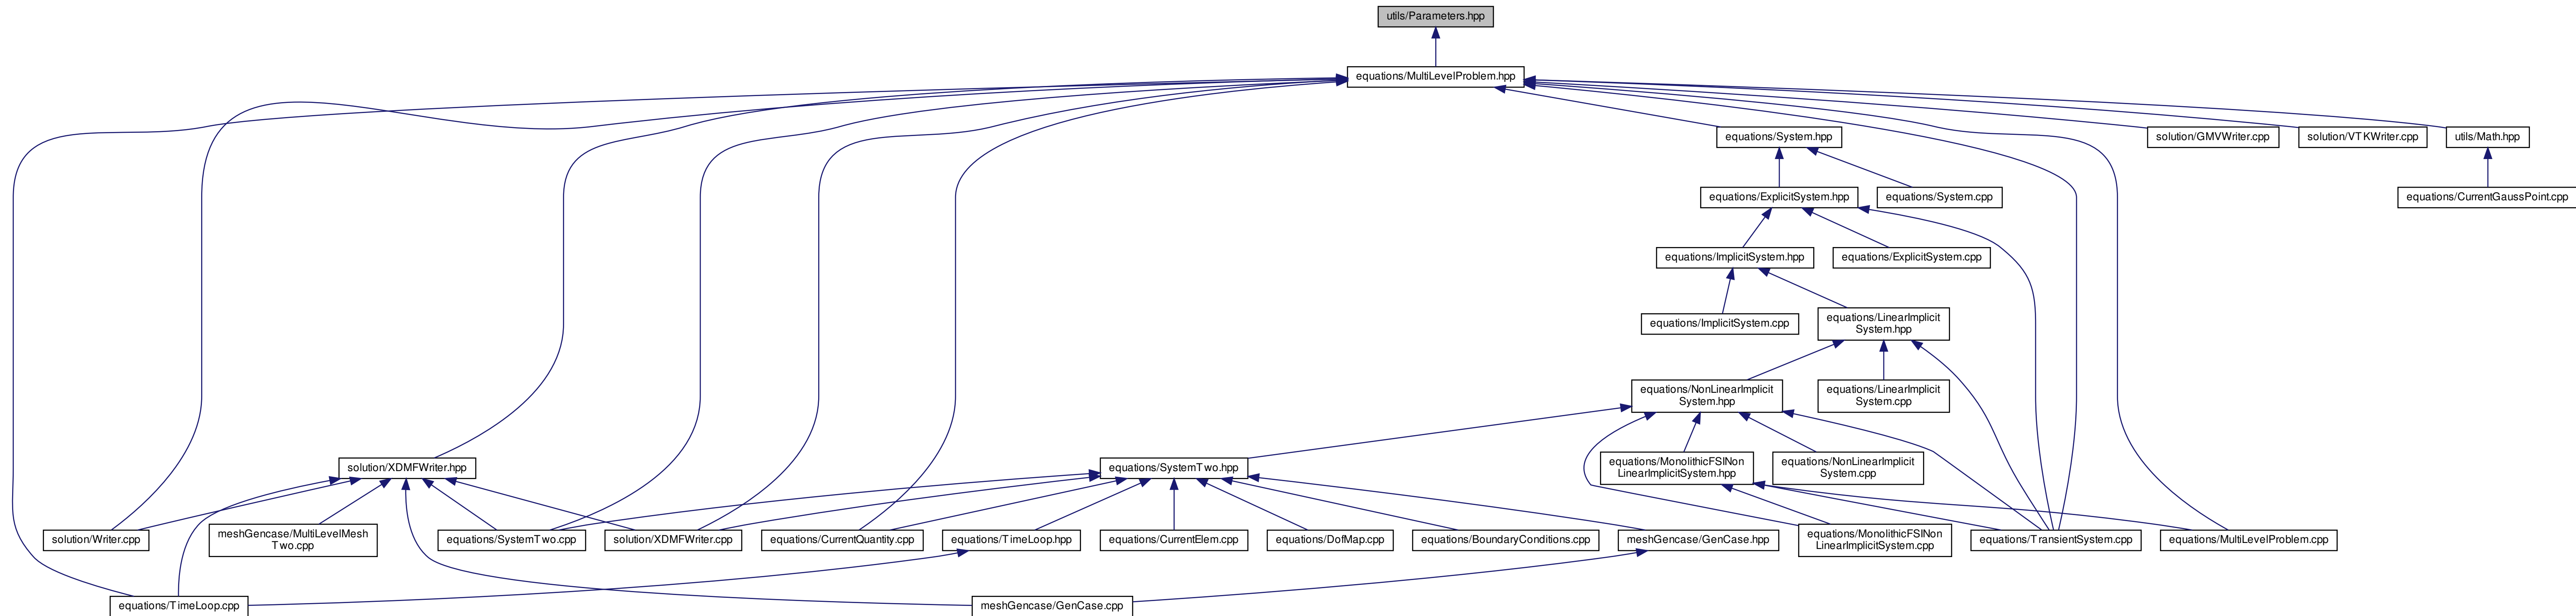 utils/Parameters.hpp
equations/MultiLevelProblem.hpp
equations/System.hpp
solution/GMVWriter.cpp
solution/VTKWriter.cpp
utils/Math.hpp
equations/ExplicitSystem.hpp
equations/System.cpp
equations/CurrentGaussPoint.cpp
equations/ImplicitSystem.hpp
equations/ExplicitSystem.cpp
equations/ImplicitSystem.cpp
equations/LinearImplicit
System.hpp
equations/NonLinearImplicit
System.hpp
equations/LinearImplicit
System.cpp
solution/XDMFWriter.hpp
equations/SystemTwo.hpp
equations/MonolithicFSINon
LinearImplicitSystem.hpp
equations/NonLinearImplicit
System.cpp
solution/Writer.cpp
meshGencase/MultiLevelMesh
Two.cpp
equations/SystemTwo.cpp
solution/XDMFWriter.cpp
equations/CurrentQuantity.cpp
equations/TimeLoop.hpp
equations/CurrentElem.cpp
equations/DofMap.cpp
equations/BoundaryConditions.cpp
meshGencase/GenCase.hpp
equations/MonolithicFSINon
LinearImplicitSystem.cpp
equations/TransientSystem.cpp
equations/MultiLevelProblem.cpp
equations/TimeLoop.cpp
meshGencase/GenCase.cpp